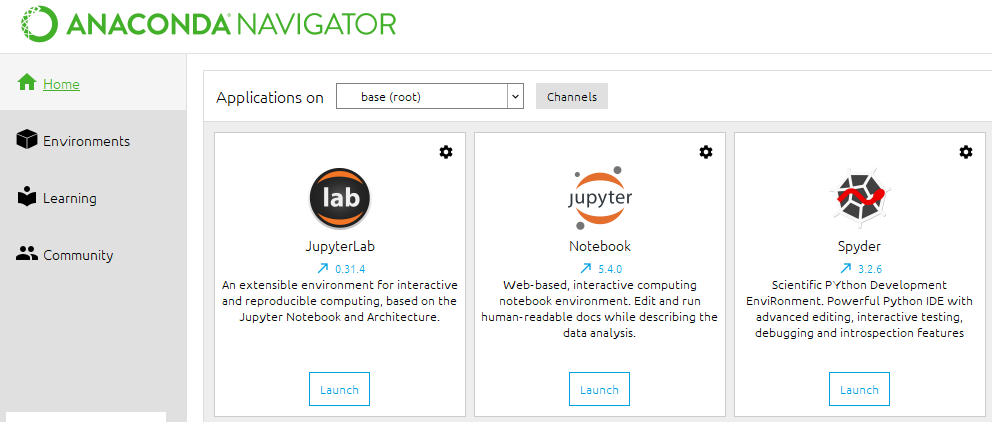 ANACONDA NAVIGATOR
Home
Environments
Learning
Community
Applications on
base (root)
Channels
lab
JupyterLab
0.31.4
An extensible environment for interactive
and reproducible computing, based on the
Jupyter Notebook and Architecture.
Launch
jupyter
Notebook
5.4.0
Web-based, interactive computing
notebook environment. Edit and run
human-readable docs while describing the
data analysis.
Launch
Spyder
3.2.6
Scientific PYthon Development
EnviRonment. Powerful Python IDE with
advanced editing, interactive testing,
debugging and introspection features
Launch